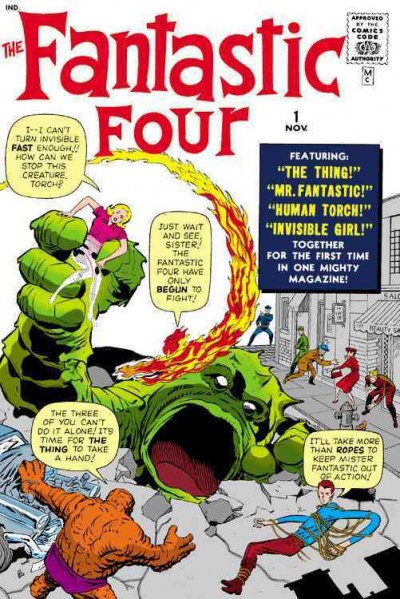 IND.
THE
FANTASTIC
FOUR
APPROVED
BY THE
COMICS
CODE
AUTHORITY
M
C
1
NOV.
I--I CAN'T
TURN INVISIBLE
FAST ENOUGH!!
HOW CAN WE
STOP THIS
CREATURE,
TORCH?
JUST
WAIT AND
SEE,
SISTER!
THE
FANTASTIC
FOUR HAVE
ONLY
BEGUN TO
FIGHT!
FEATURING:
"THE THING!"
"MR. FANTASTIC!"
"HUMAN TORCH!"
"INVISIBLE GIRL!"
TOGETHER
FOR THE FIRST TIME
IN ONE MIGHTY
MAGAZINE!
BEAUTY SA
THE THREE OF
YOU CAN'T
DO IT ALONE! IT'S
TIME FOR THE
THING TO TAKE
A HAND!
IT'LL TAKE MORE
THAN ROPES TO
KEEP MISTER
FANTASTIC OUT
OF ACTION!